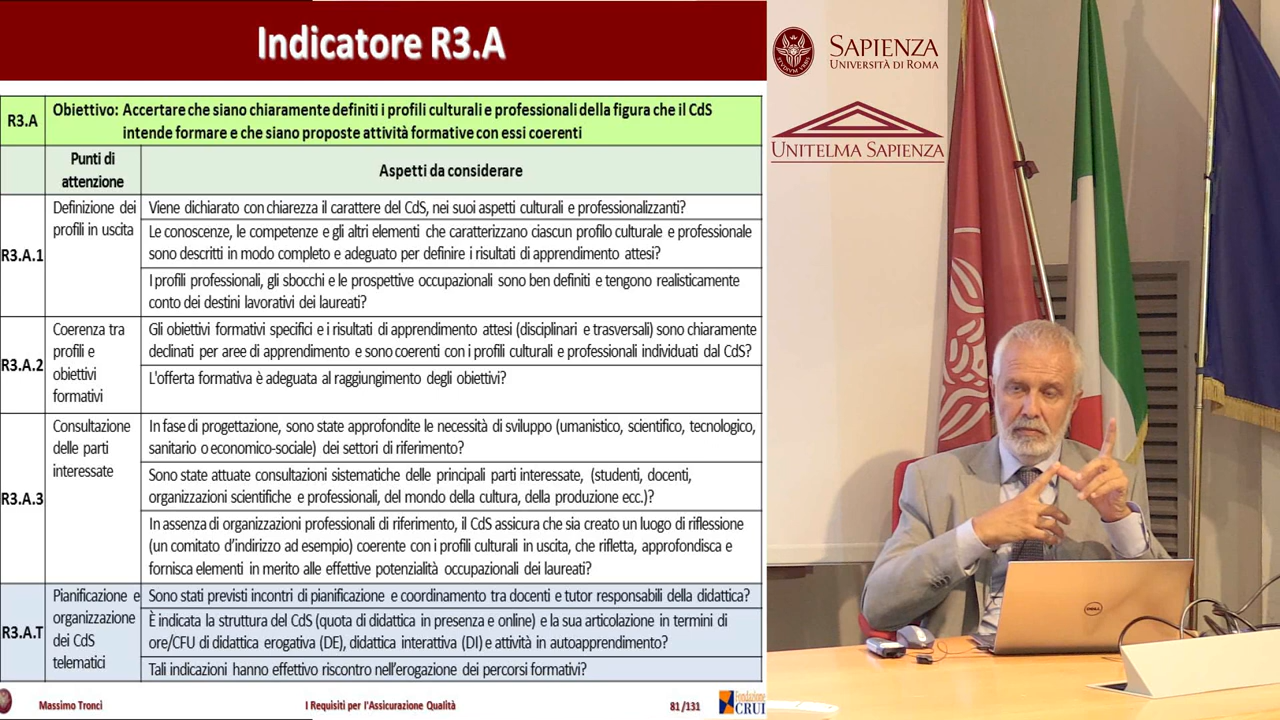 Indicatore R3.A
R3.A
Obiettivo: Accertare che siano chiaramente definiti i profili culturali e professionali della figura che il CdS
intende formare e che siano proposte attività formative con essi coerenti
Punti di
attenzione
Aspetti da considerare
R3.A.1
Definizione dei
profili in uscita
Viene dichiarato con chiarezza il carattere del CdS, nei suoi aspetti culturali e professionalizzanti?
Le conoscenze, le competenze e gli altri elementi che caratterizzano ciascun profilo culturale e professionale
sono descritti in modo completo e adeguato per definire i risultati di apprendimento attesi?
I profili professionali, gli sbocchi e le prospettive occupazionali sono ben definiti e tengono realisticamente
conto dei destini lavorativi dei laureati?
R3.A.2
Coerenza tra
profili e
obiettivi
formativi
Gli obiettivi formativi specifici e i risultati di apprendimento attesi (disciplinari e trasversali) sono chiaramente
declinati per aree di apprendimento e sono coerenti con i profili culturali e professionali individuati dal CdS?
L'offerta formativa è adeguata al raggiungimento degli obiettivi?
R3.A.3
Consultazione
delle parti
interessate
In fase di progettazione, sono state approfondite le necessità di sviluppo (umanistico, scientifico, tecnologico,
sanitario o economico-sociale) dei settori di riferimento?
Sono state attuate consultazioni sistematiche delle principali parti interessate, (studenti, docenti,
organizzazioni scientifiche e professionali, del mondo della cultura, della produzione ecc.)?
In assenza di organizzazioni professionali di riferimento, il CdS assicura che sia creato un luogo di riflessione
(un comitato d'indirizzo ad esempio) coerente con i profili culturali in uscita, che rifletta, approfondisca e
fornisca elementi in merito alle effettive potenzialità occupazionali dei laureati?
R3.A.T
Pianificazione e
organizzazione
dei CdS
telematici
Sono stati previsti incontri di pianificazione e coordinamento tra docenti e tutor responsabili della didattica?
È indicata la struttura del CdS (quota di didattica in presenza e online) e la sua articolazione in termini di
ore/CFU di didattica erogativa (DE), didattica interattiva (DI) e attività in autoapprendimento?
Tali indicazioni hanno effettivo riscontro nell'erogazione dei percorsi formativi?
Massimo Tronci
I Requisiti per l'Assicurazione Qualità
81 /131
Fondazione
CRUI
SAPIENZA
UNIVERSITÀ DI ROMA
UNITELMA SAPIENZA
DELL